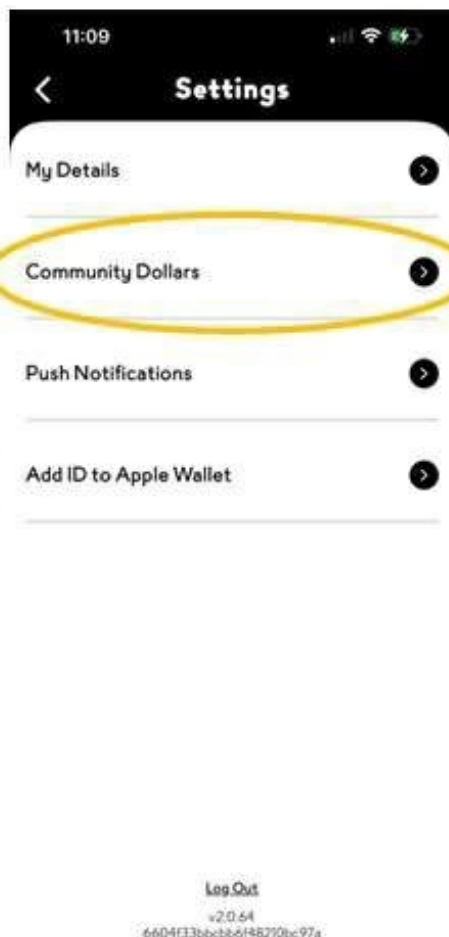 11:09
Settings
My Details
Community Dollars
Push Notifications
Add ID to Apple Wallet
Log Out
v2.0.64